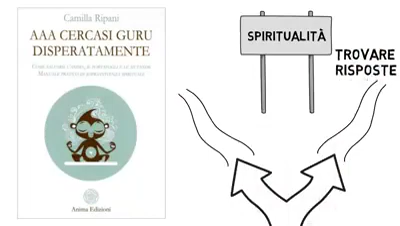 Camilla Ripani
AAA CERCASI GURU
DISPERATAMENTE
Anima Edizioni
SPIRITUALITÀ
TROVARE
RISPOSTE